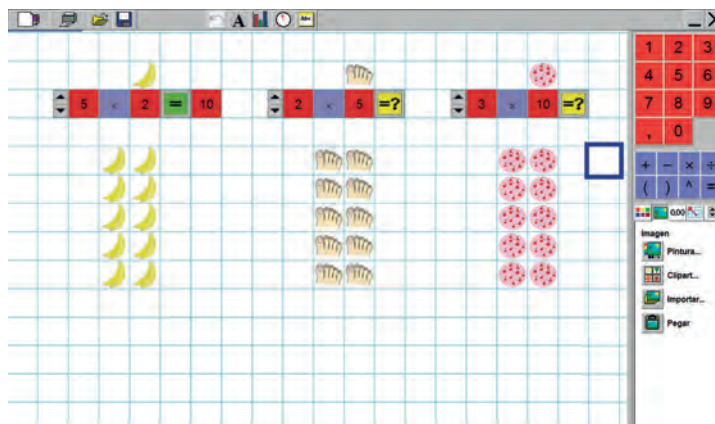 A
Abc
1 2 3
5 × 2 = 10
2 × 5 =?
3 × 10 =?
4 5 6
7 8 9
, 0
+ − × ÷
( ) ^ =
0,00
Imagen
Pintura...
Clipart...
Importar...
Pegar